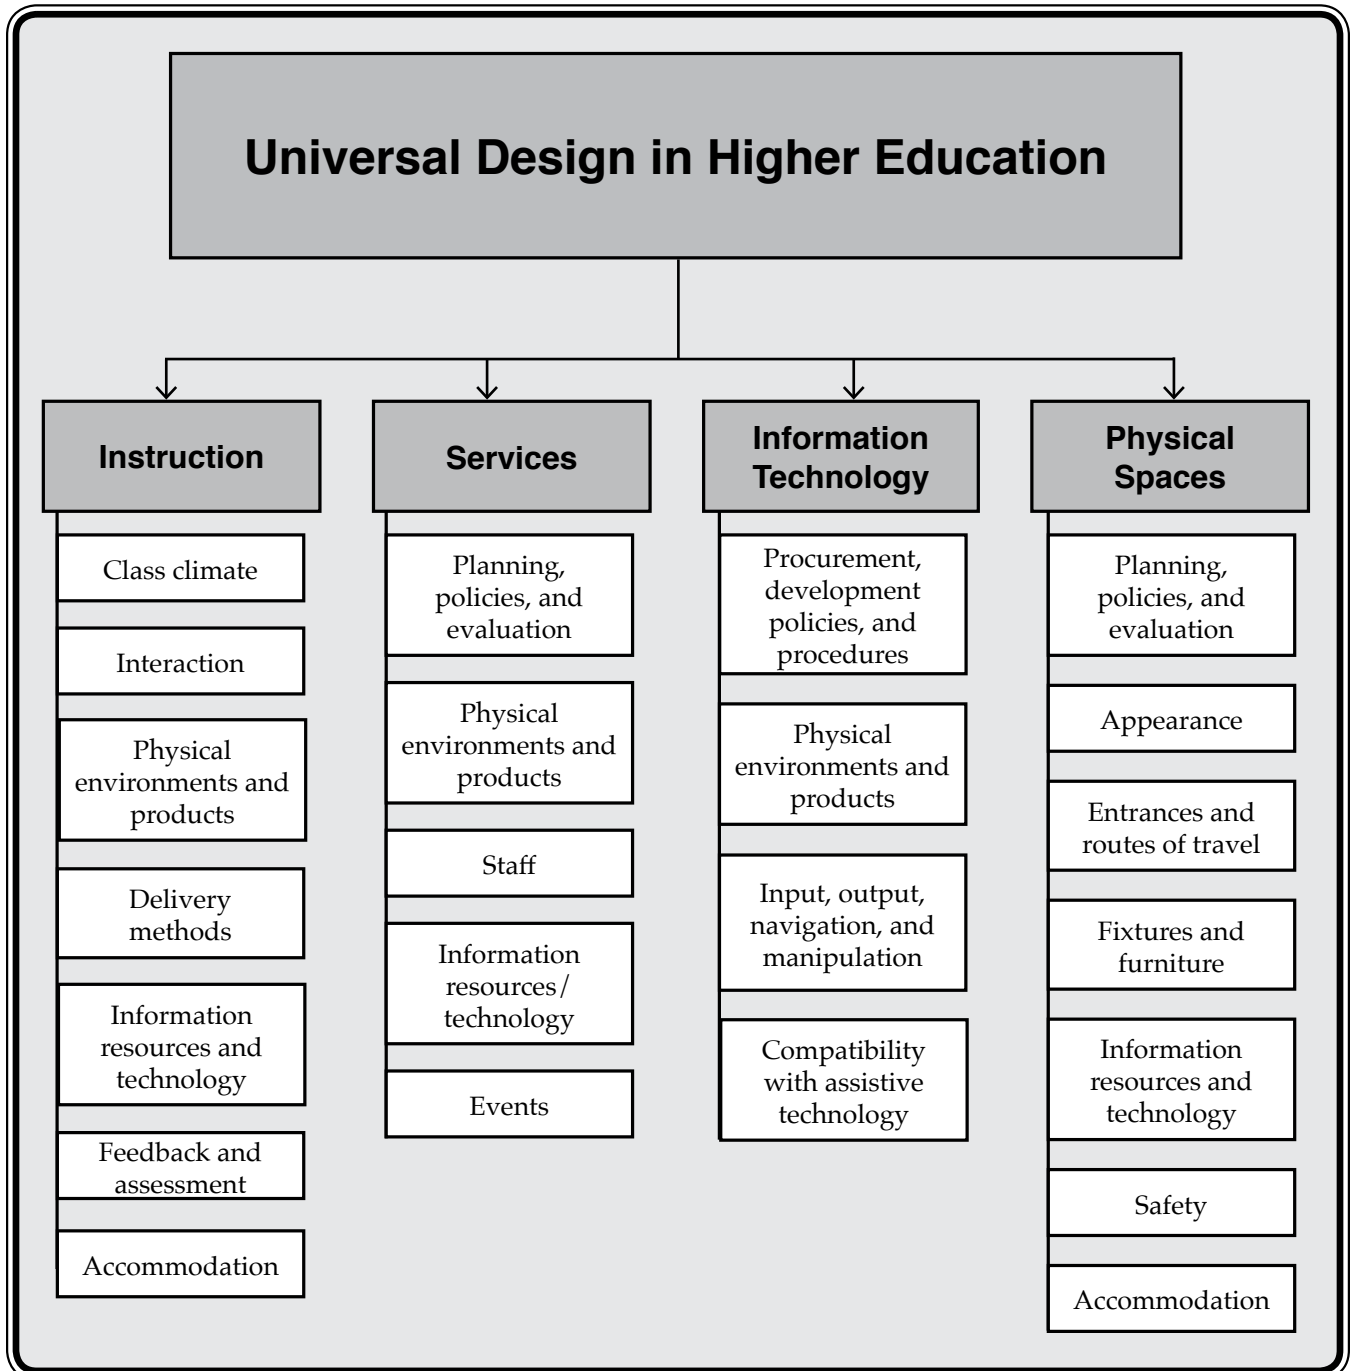 Universal Design in Higher Education
Instruction
Class climate
Interaction
Physical
environments and
products
Delivery
methods
Information
resources and
technology
Feedback and
assessment
Accommodation
Services
Planning,
policies, and
evaluation
Physical
environments and
products
Staff
Information
resources/
technology
Events
Information
Technology
Procurement,
development
policies, and
procedures
Physical
environments and
products
Input, output,
navigation, and
manipulation
Compatibility
with assistive
technology
Physical
Spaces
Planning,
policies, and
evaluation
Appearance
Entrances and
routes of travel
Fixtures and
furniture
Information
resources and
technology
Safety
Accommodation